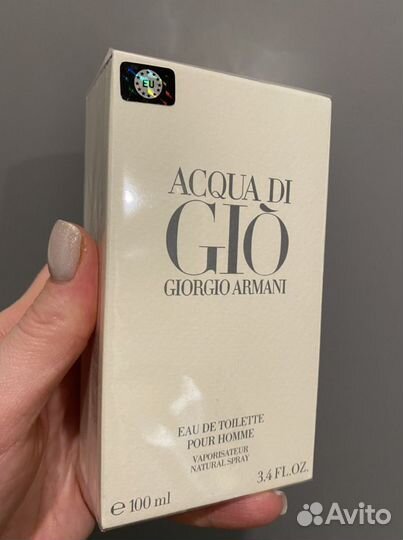 EU
ACQUA DI
GIÒ
GIORGIO ARMANI
EAU DE TOILETTE
POUR HOMME
VAPORISATEUR
NATURAL SPRAY
℮ 100 ml 3.4 FL.OZ.
Avito